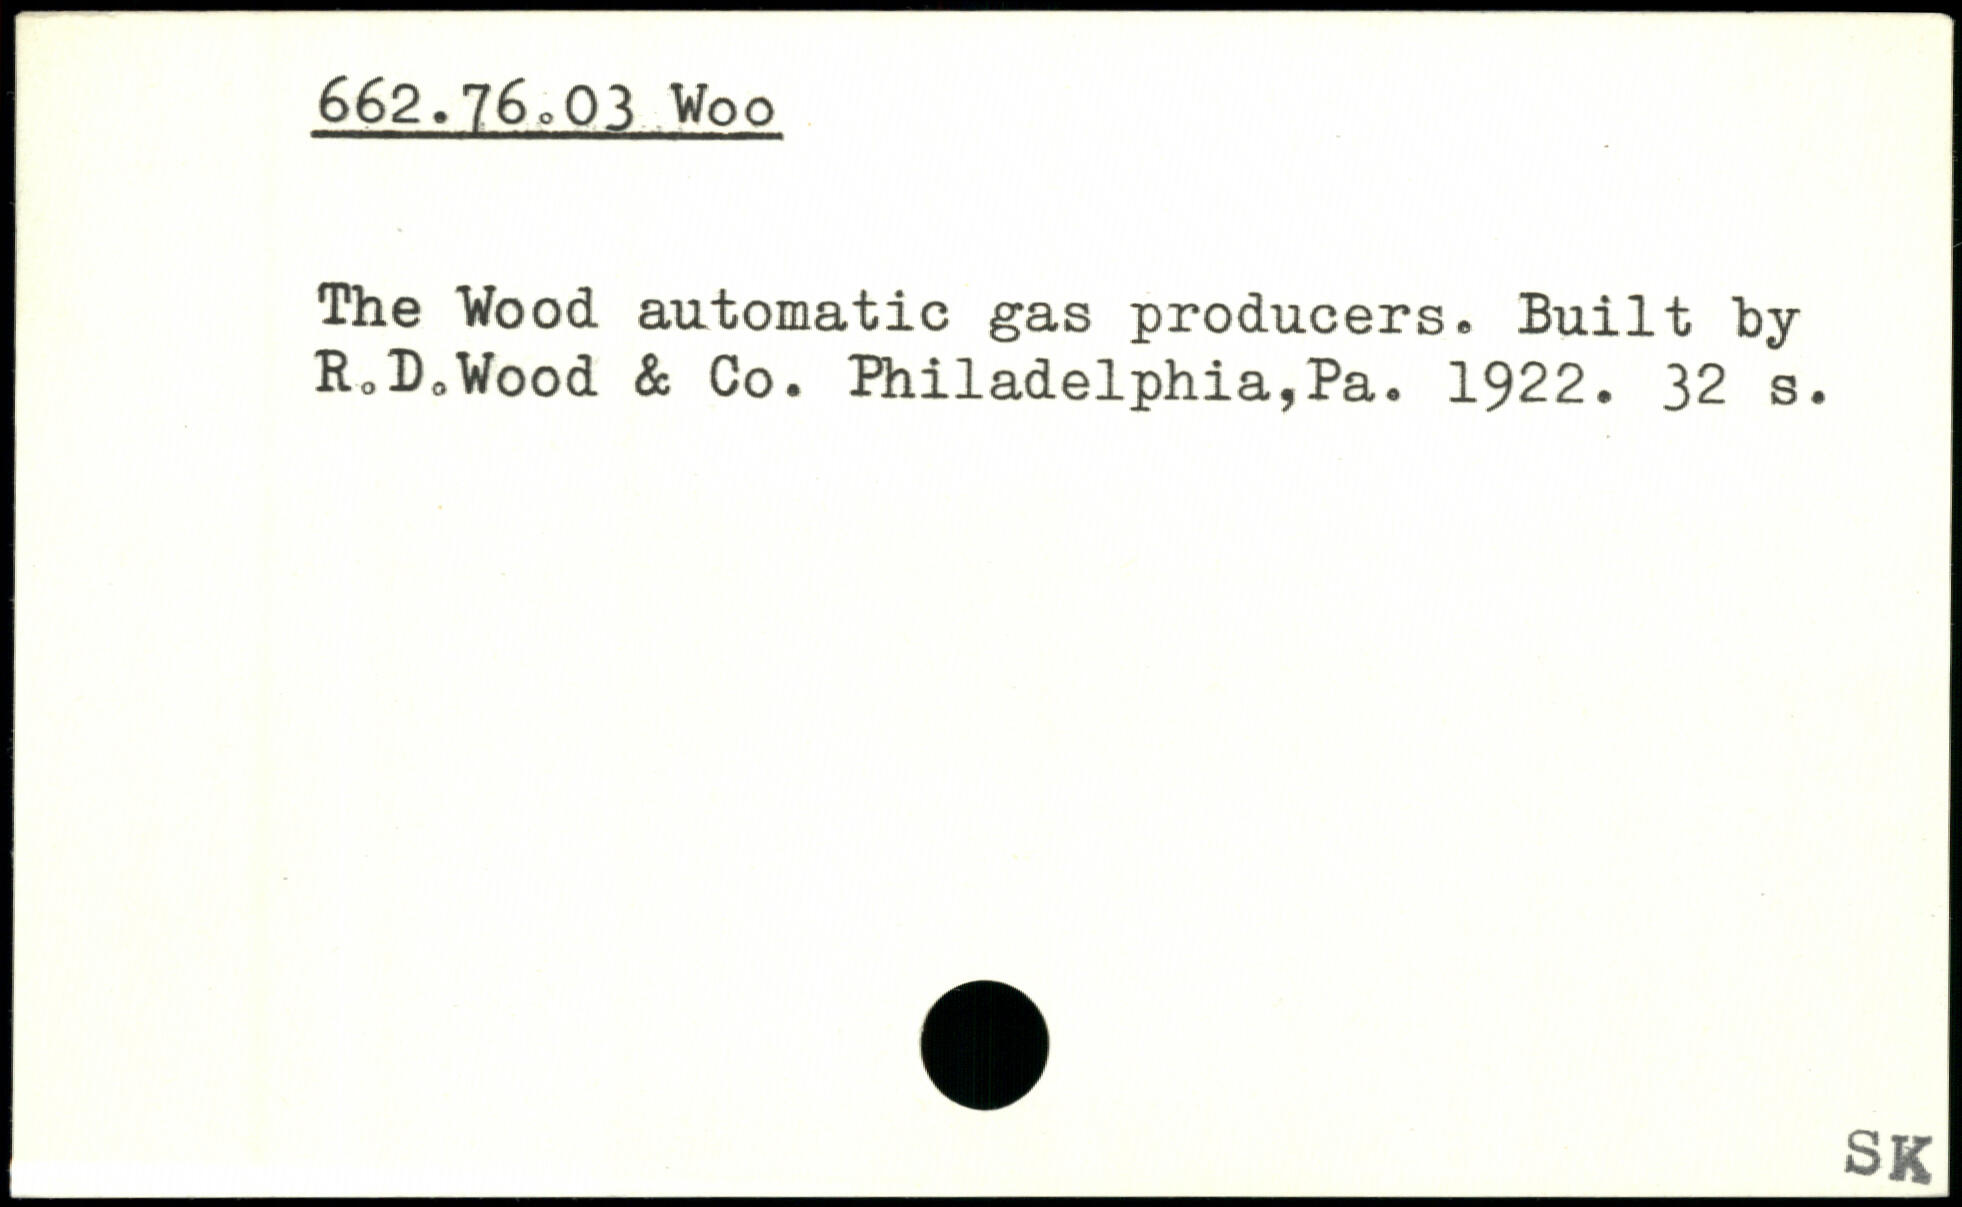 662.76.03 Woo
The Wood automatic gas producers. Built by
R.D.Wood & Co. Philadelphia,Pa. 1922. 32 s.
SK